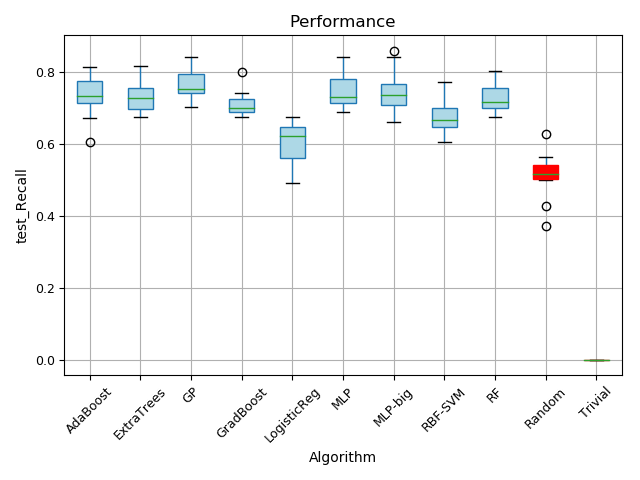 Performance
test_Recall
0.8
0.6
0.4
0.2
0.0
AdaBoost
ExtraTrees
GP
GradBoost
LogisticReg
MLP
MLP-big
RBF-SVM
RF
Random
Trivial
Algorithm